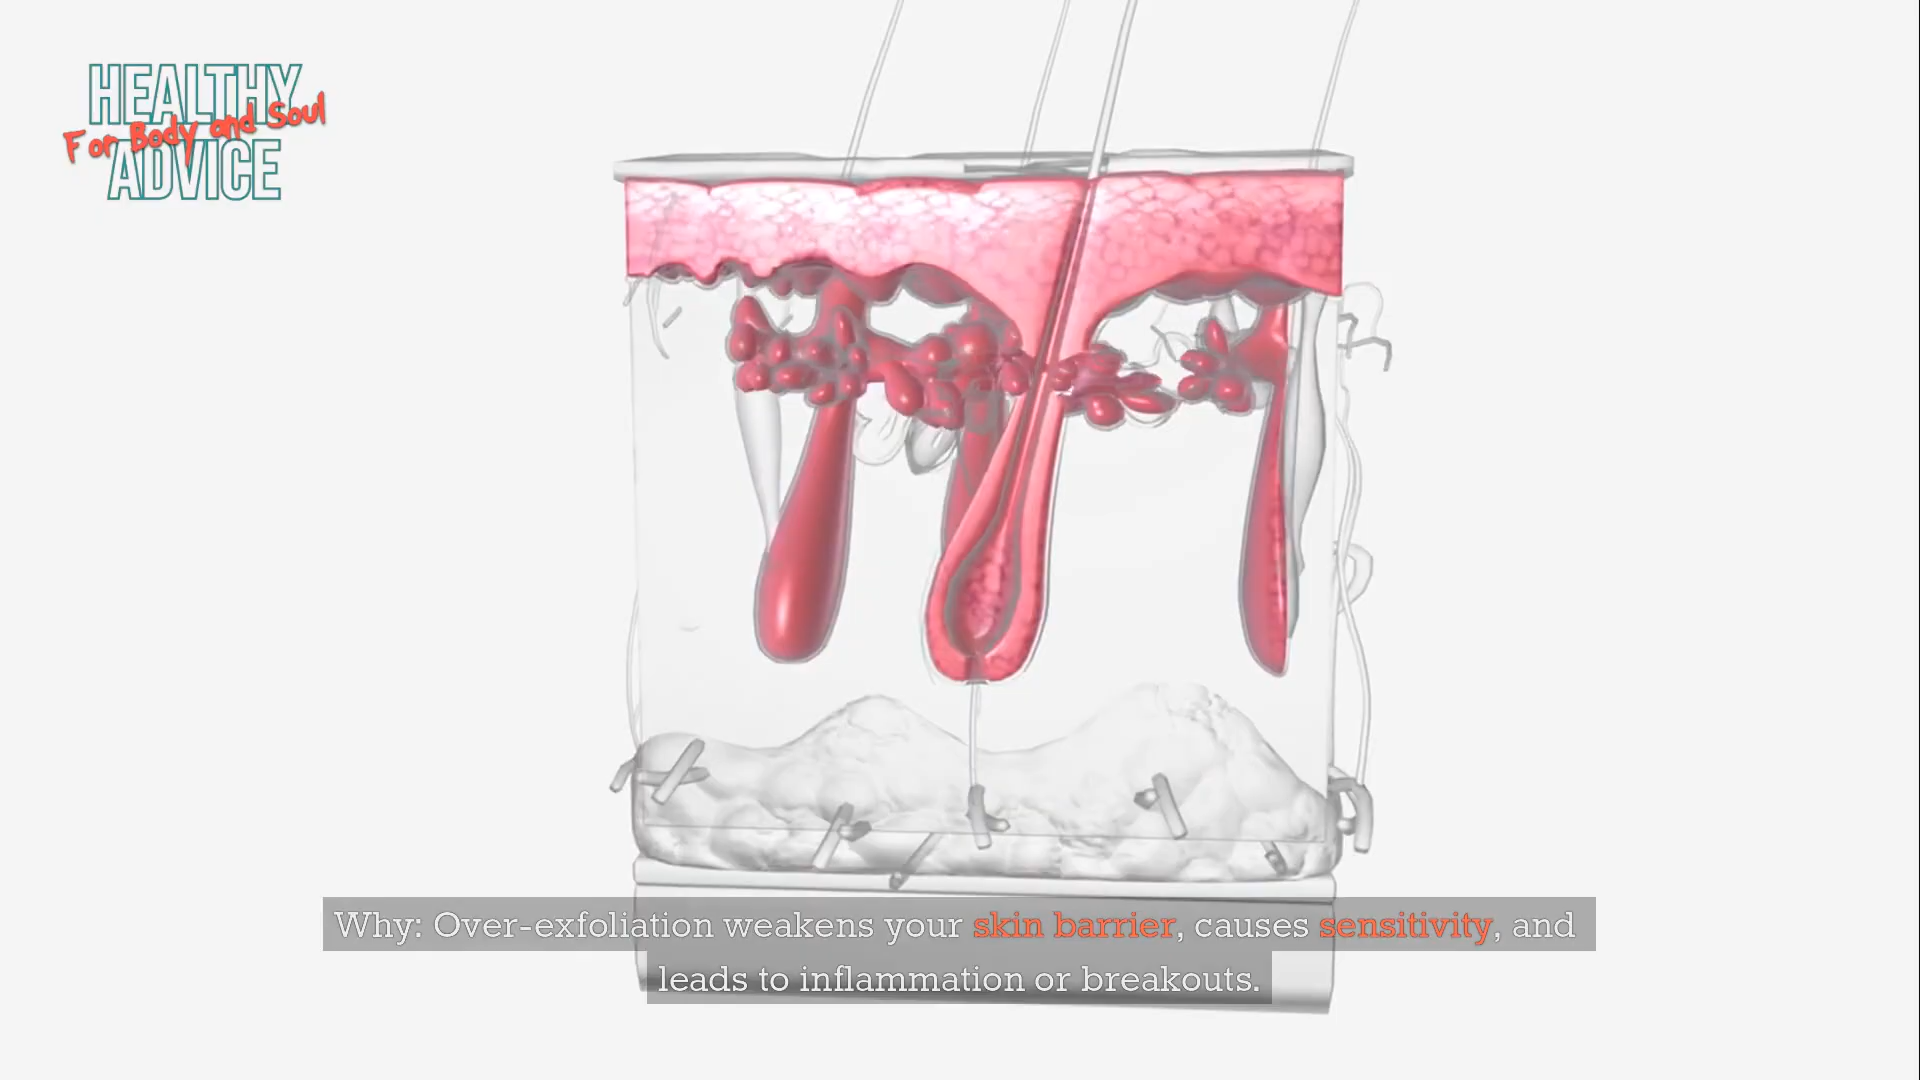 HEALTHY
For Body and Soul
ADVICE
Why: Over-exfoliation weakens your skin barrier, causes sensitivity, and
leads to inflammation or breakouts.